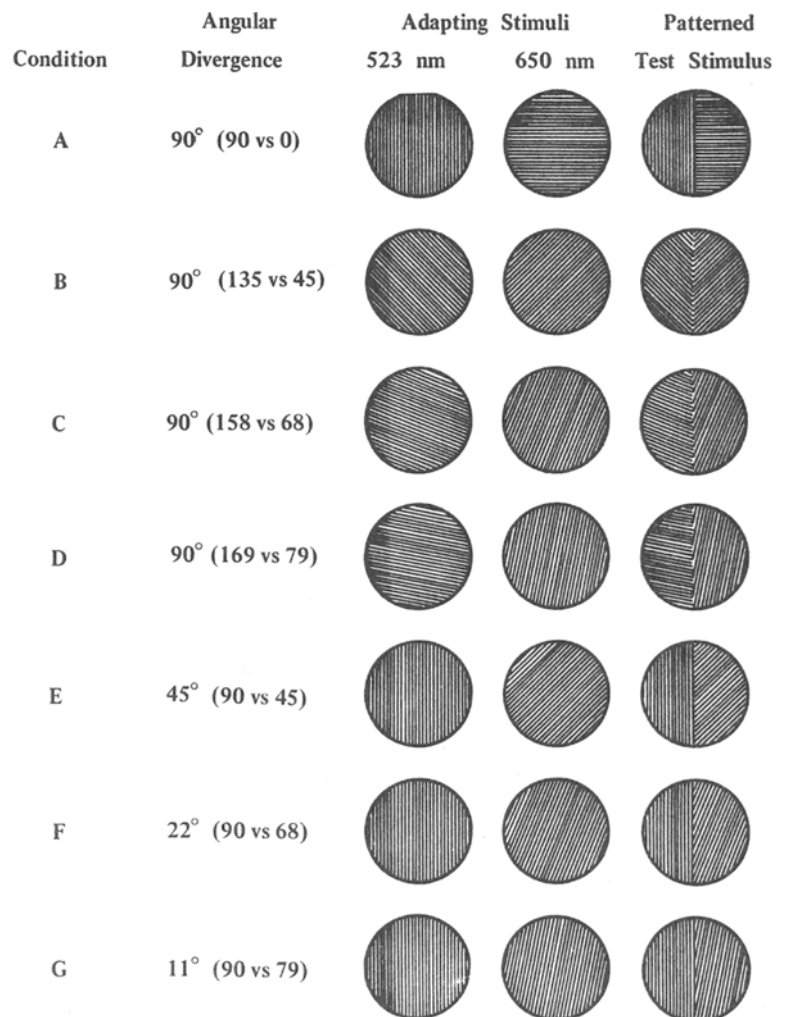 Angular Adapting Stimuli Patterned
Condition Divergence 523 nm 650 nm Test Stimulus
A 90° (90 vs 0)
B 90° (135 vs 45)
C 90° (158 vs 68)
D 90° (169 vs 79)
E 45° (90 vs 45)
F 22° (90 vs 68)
G 11° (90 vs 79)